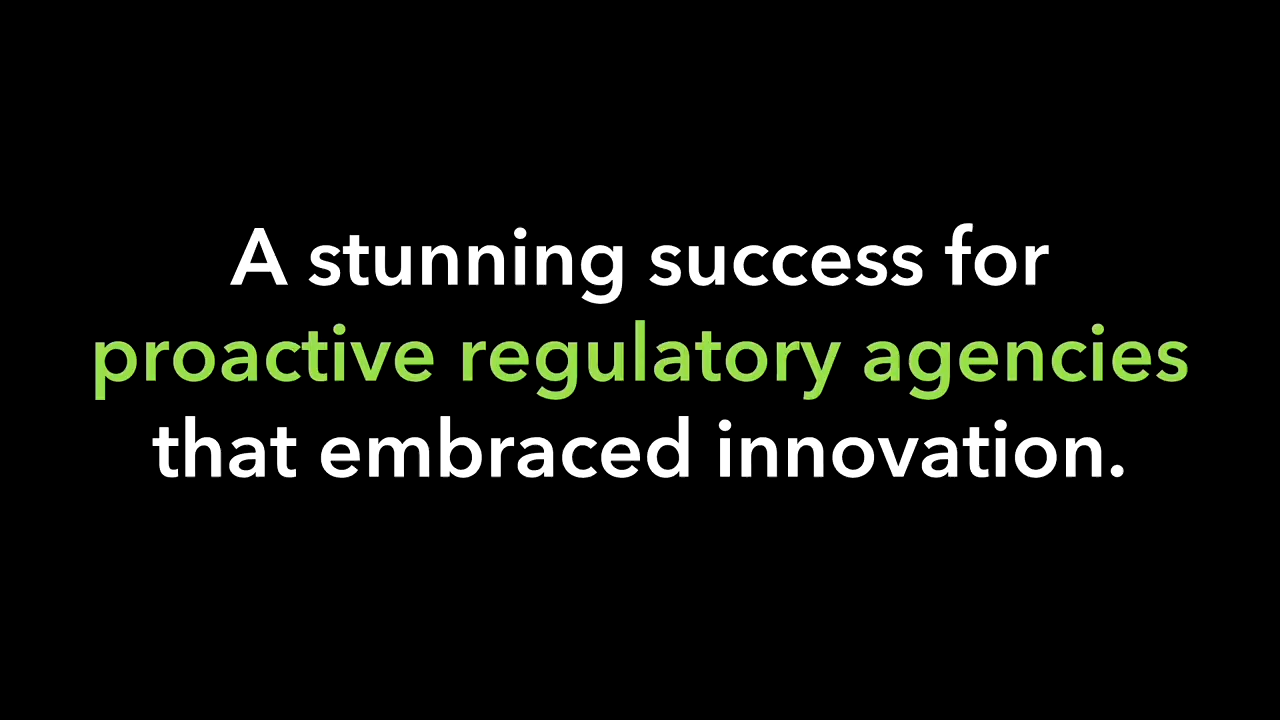 A stunning success for
proactive regulatory agencies
that embraced innovation.